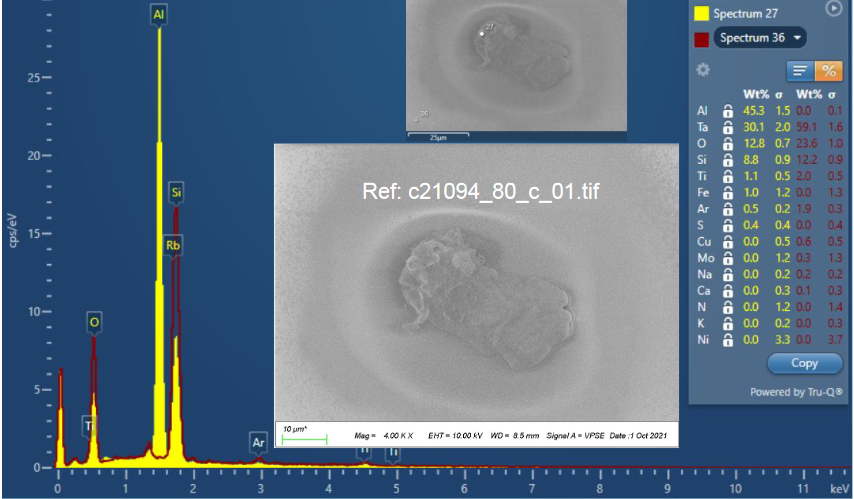 Al
Si
Rb
O
Ti
Ar
Ti
Ti
cps/eV
25
20
15
10
5
0
0 1 2 3 4 5 6 7 8 9 10 11 keV
27
36
25μm
Ref: c21094_80_c_01.tif
10 μm*
Mag = 4.00 K X EHT = 10.00 kV WD = 8.5 mm Signal A = VPSE Date :1 Oct 2021
Spectrum 27
Spectrum 36
%
Wt% σ Wt% σ
Al 45.3 1.5 0.0 0.1
Ta 30.1 2.0 59.1 1.6
O 12.8 0.7 23.6 1.0
Si 8.8 0.9 12.2 0.9
Ti 1.1 0.5 2.0 0.5
Fe 1.0 1.2 0.0 1.3
Ar 0.5 0.2 1.9 0.3
S 0.4 0.4 0.0 0.4
Cu 0.0 0.5 0.6 0.5
Mo 0.0 1.2 0.3 1.3
Na 0.0 0.2 0.2 0.2
Ca 0.0 0.3 0.1 0.3
N 0.0 1.2 0.0 1.4
K 0.0 0.2 0.0 0.3
Ni 0.0 3.3 0.0 3.7
Copy
Powered by Tru-Q®